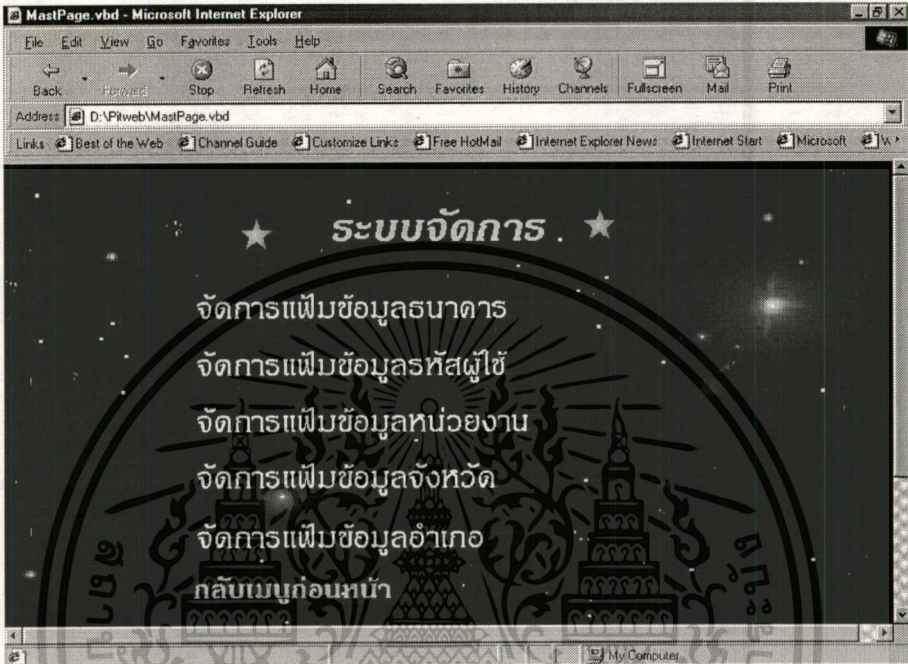 MastPage.vbd - Microsoft Internet Explorer
File Edit View Go Favorites Tools Help
Back Forward Stop Refresh Home Search Favorites History Channels Fullscreen Mail Print
Address D:\Pitweb\MastPage.vbd
Links Best of the Web Channel Guide Customize Links Free HotMail Internet Explorer News Internet Start Microsoft
ระบบจัดการ
จัดการแฟ้มข้อมูลธนาคาร
จัดการแฟ้มข้อมูลรหัสผู้ใช้
จัดการแฟ้มข้อมูลหน่วยงาน
จัดการแฟ้มข้อมูลจังหวัด
จัดการแฟ้มข้อมูลอำเภอ
กลับเมนูก่อนหน้า
My Computer